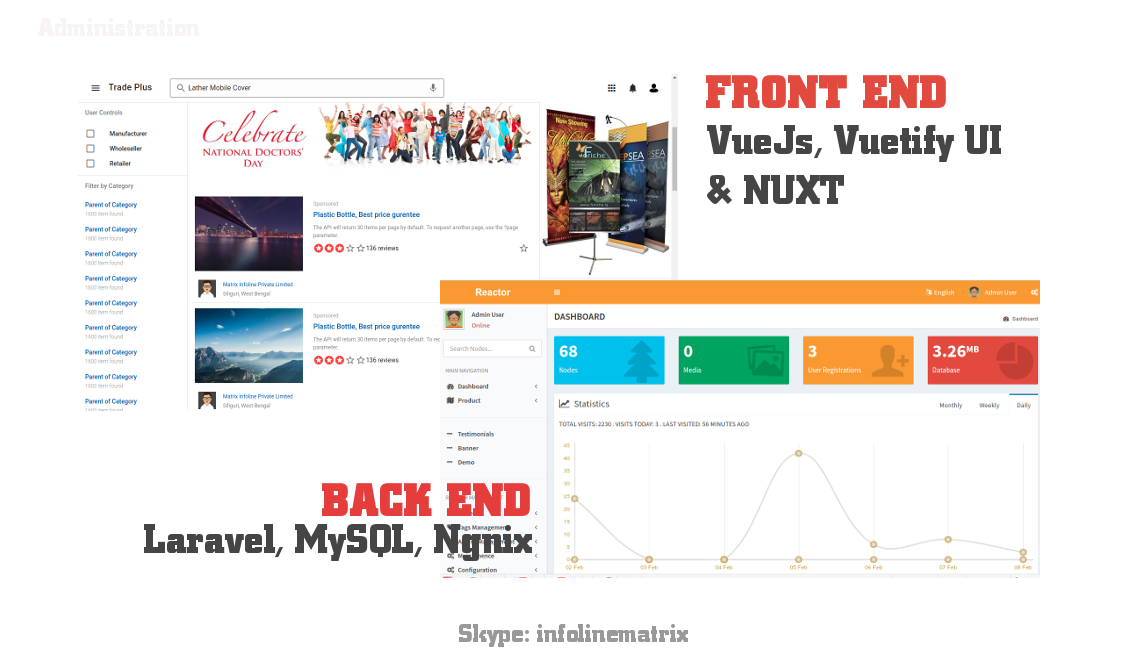 Administration
Trade Plus
Lather Mobile Cover
User Controls
Manufacturer
Wholeseller
Retailer
Filter by Category
Parent of Category
1600 item found
Parent of Category
1600 item found
Parent of Category
1600 item found
Parent of Category
1600 item found
Parent of Category
1600 item found
Parent of Category
1600 item found
Parent of Category
1600 item found
Parent of Category
1600 item found
Parent of Category
Celebrate
NATIONAL DOCTORS'
DAY
Now Showing
Sponsored
Plastic Bottle, Best price gurentee
The API will return 30 items per page by default. To request another page, use the ?page
parameter.
136 reviews
Matrix Infoline Private Limited
Siliguri, West Bengal
Sponsored
Plastic Bottle, Best price gurentee
The API will return 30 items per page by default. To rec
parameter.
136 reviews
Matrix Infoline Private Limited
Siliguri, West Bengal
FRONT END
VueJs, Vuetify UI
& NUXT
Reactor
English
Admin User
Admin User
Online
Search Nodes...
MAIN NAVIGATION
Dashboard
Product
Testimonials
Banner
Demo
Tags Management
Configuration
DASHBOARD
Dashboard
68
Nodes
0
Media
3
User Registrations
3.26MB
Database
Statistics
Monthly
Weekly
Daily
TOTAL VISITS: 2230 . VISITS TODAY: 3 . LAST VISITED: 56 MINUTES AGO
45
40
35
30
25
20
15
10
5
0
02 Feb
03 Feb
04 Feb
05 Feb
06 Feb
07 Feb
08 Feb
BACK END
Laravel, MySQL, Ngnix
Skype: infolinematrix